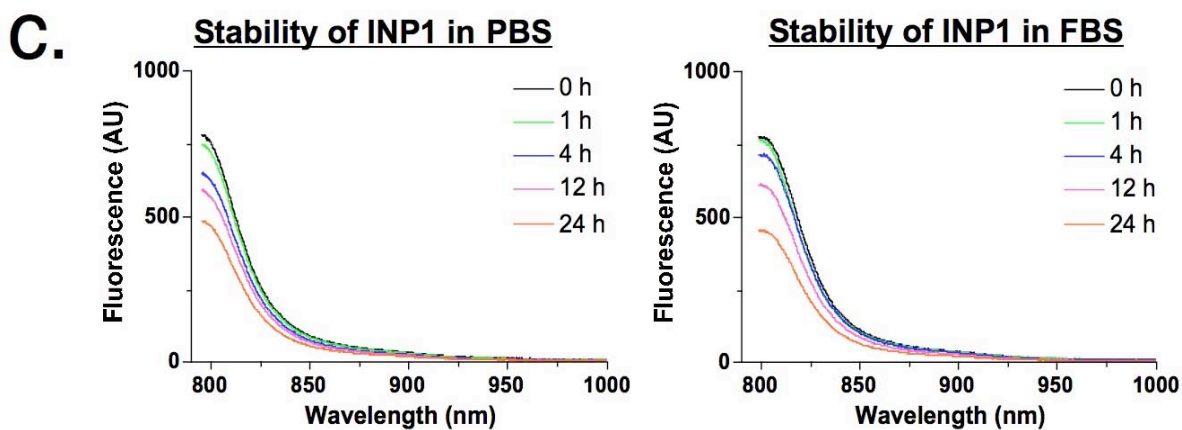 C.
Stability of INP1 in PBS
1000
500
0
Fluorescence (AU)
0 h
1 h
4 h
12 h
24 h
800 850 900 950 1000
Wavelength (nm)
Stability of INP1 in FBS
1000
500
0
Fluorescence (AU)
0 h
1 h
4 h
12 h
24 h
800 850 900 950 1000
Wavelength (nm)